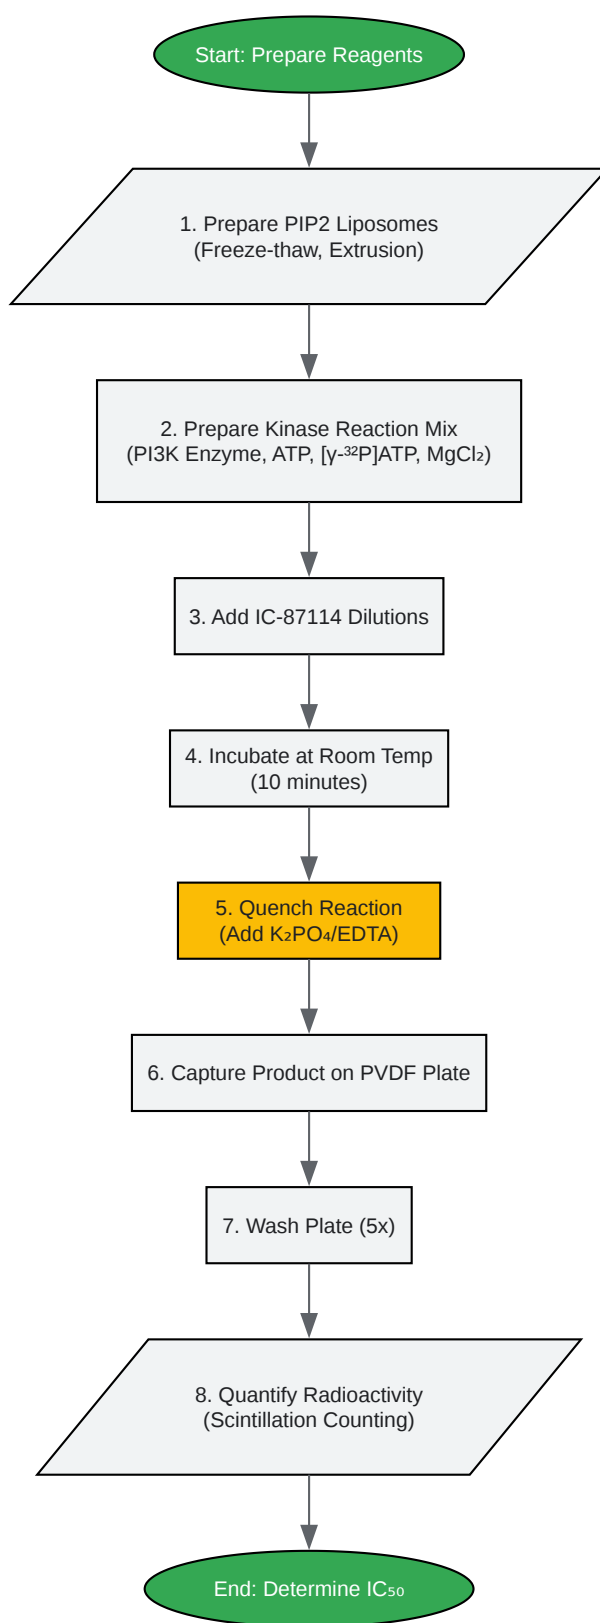 Start: Prepare Reagents
1. Prepare PIP2 Liposomes
(Freeze-thaw, Extrusion)
2. Prepare Kinase Reaction Mix
(PI3K Enzyme, ATP, [γ-³²P]ATP, MgCl₂)
3. Add IC-87114 Dilutions
4. Incubate at Room Temp
(10 minutes)
5. Quench Reaction
(Add K₂PO₄/EDTA)
6. Capture Product on PVDF Plate
7. Wash Plate (5x)
8. Quantify Radioactivity
(Scintillation Counting)
End: Determine IC₅₀